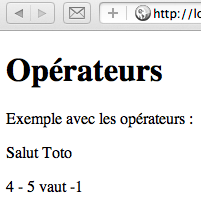 http://lo
Opérateurs
Exemple avec les opérateurs :
Salut Toto
4 - 5 vaut -1